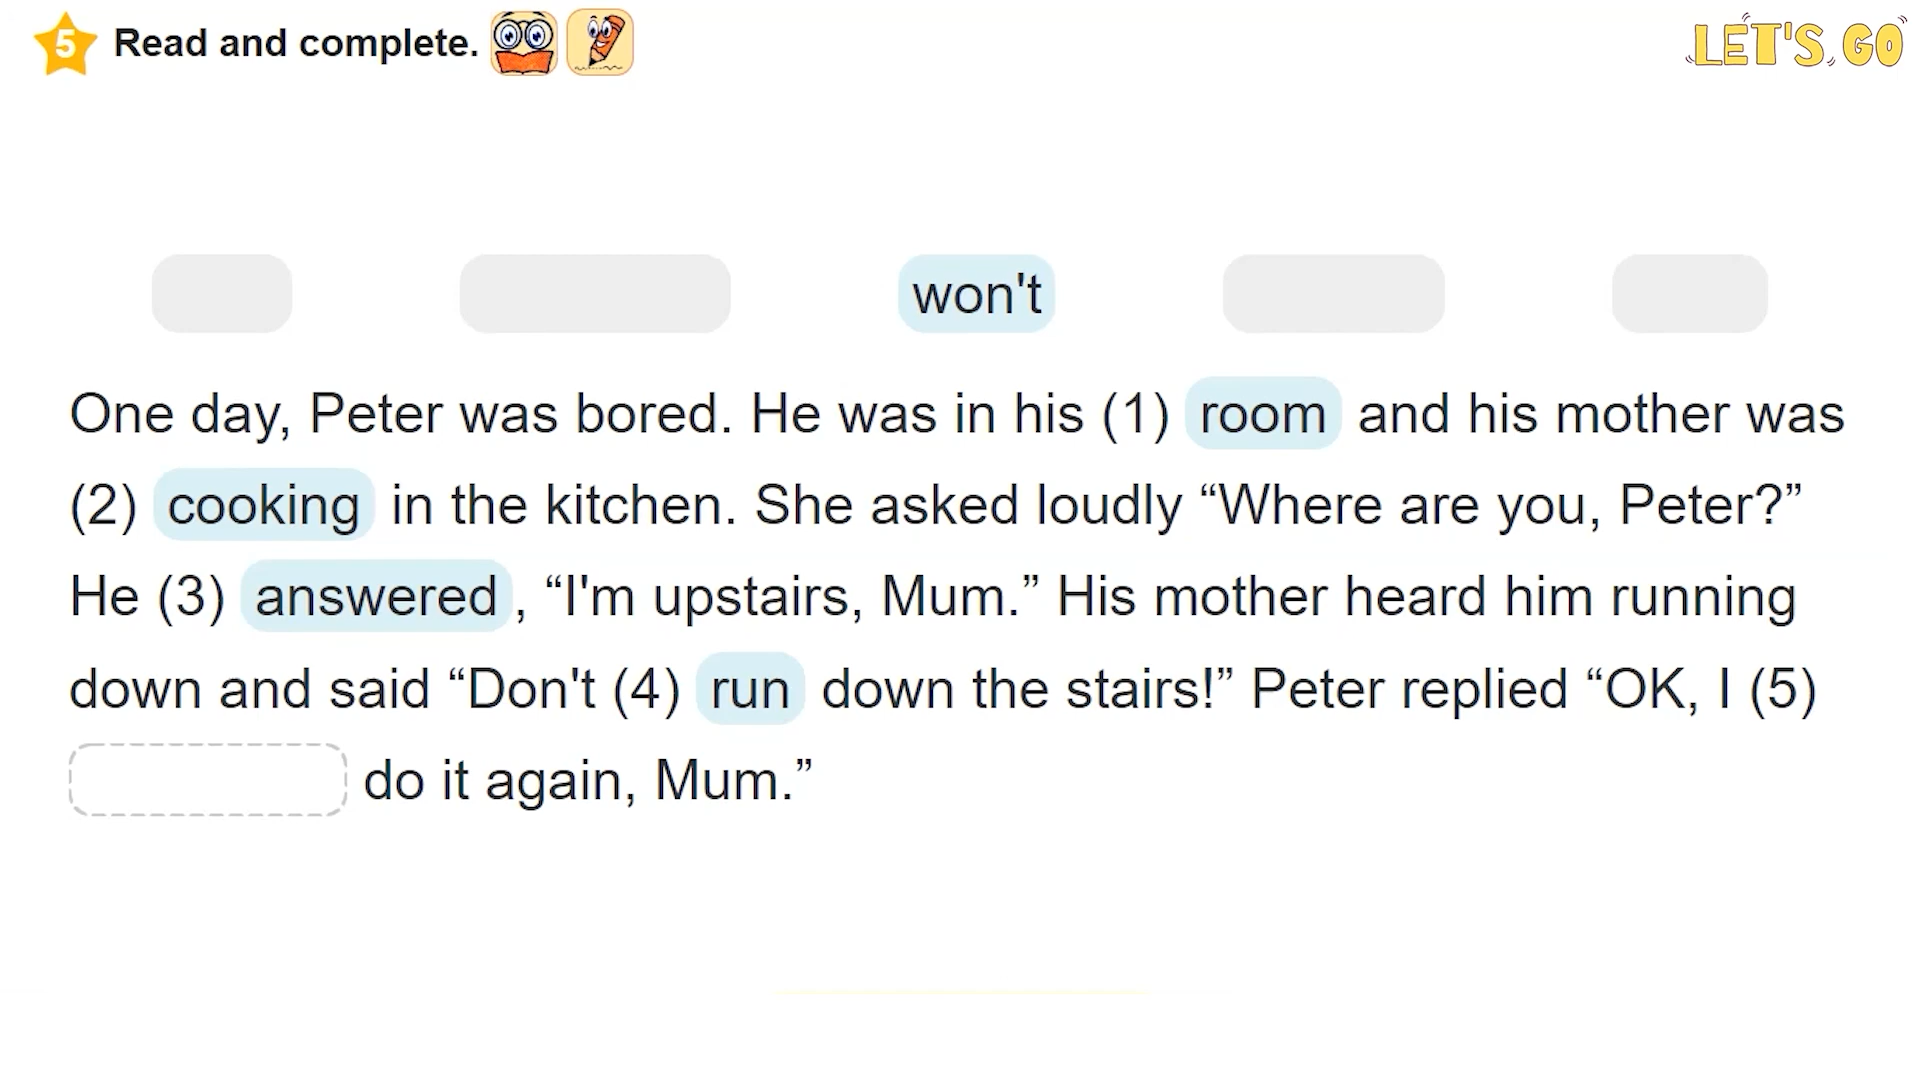 5 Read and complete.
LET'S GO
won't
One day, Peter was bored. He was in his (1) room and his mother was
(2) cooking in the kitchen. She asked loudly “Where are you, Peter?”
He (3) answered , “I'm upstairs, Mum.” His mother heard him running
down and said “Don't (4) run down the stairs!” Peter replied “OK, I (5)
do it again, Mum.”